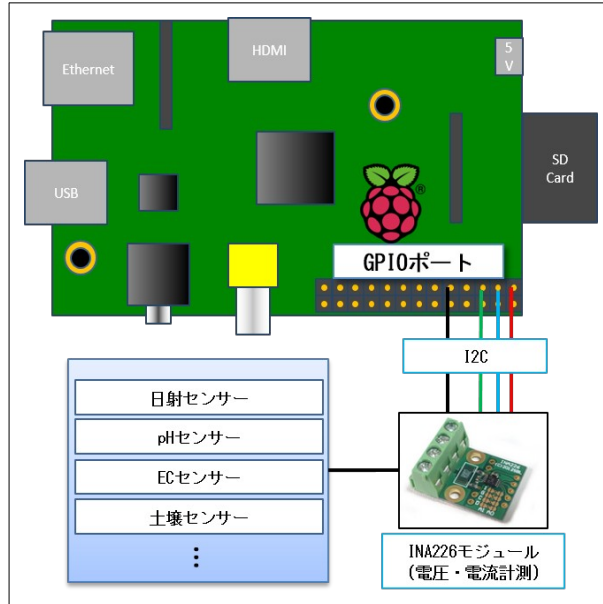 Ethernet
HDMI
5
V
USB
SD
Card
®
GPIOポート
I2C
日射センサー
pHセンサー
ECセンサー
土壌センサー
⋮
INA226モジュール
(電圧・電流計測)